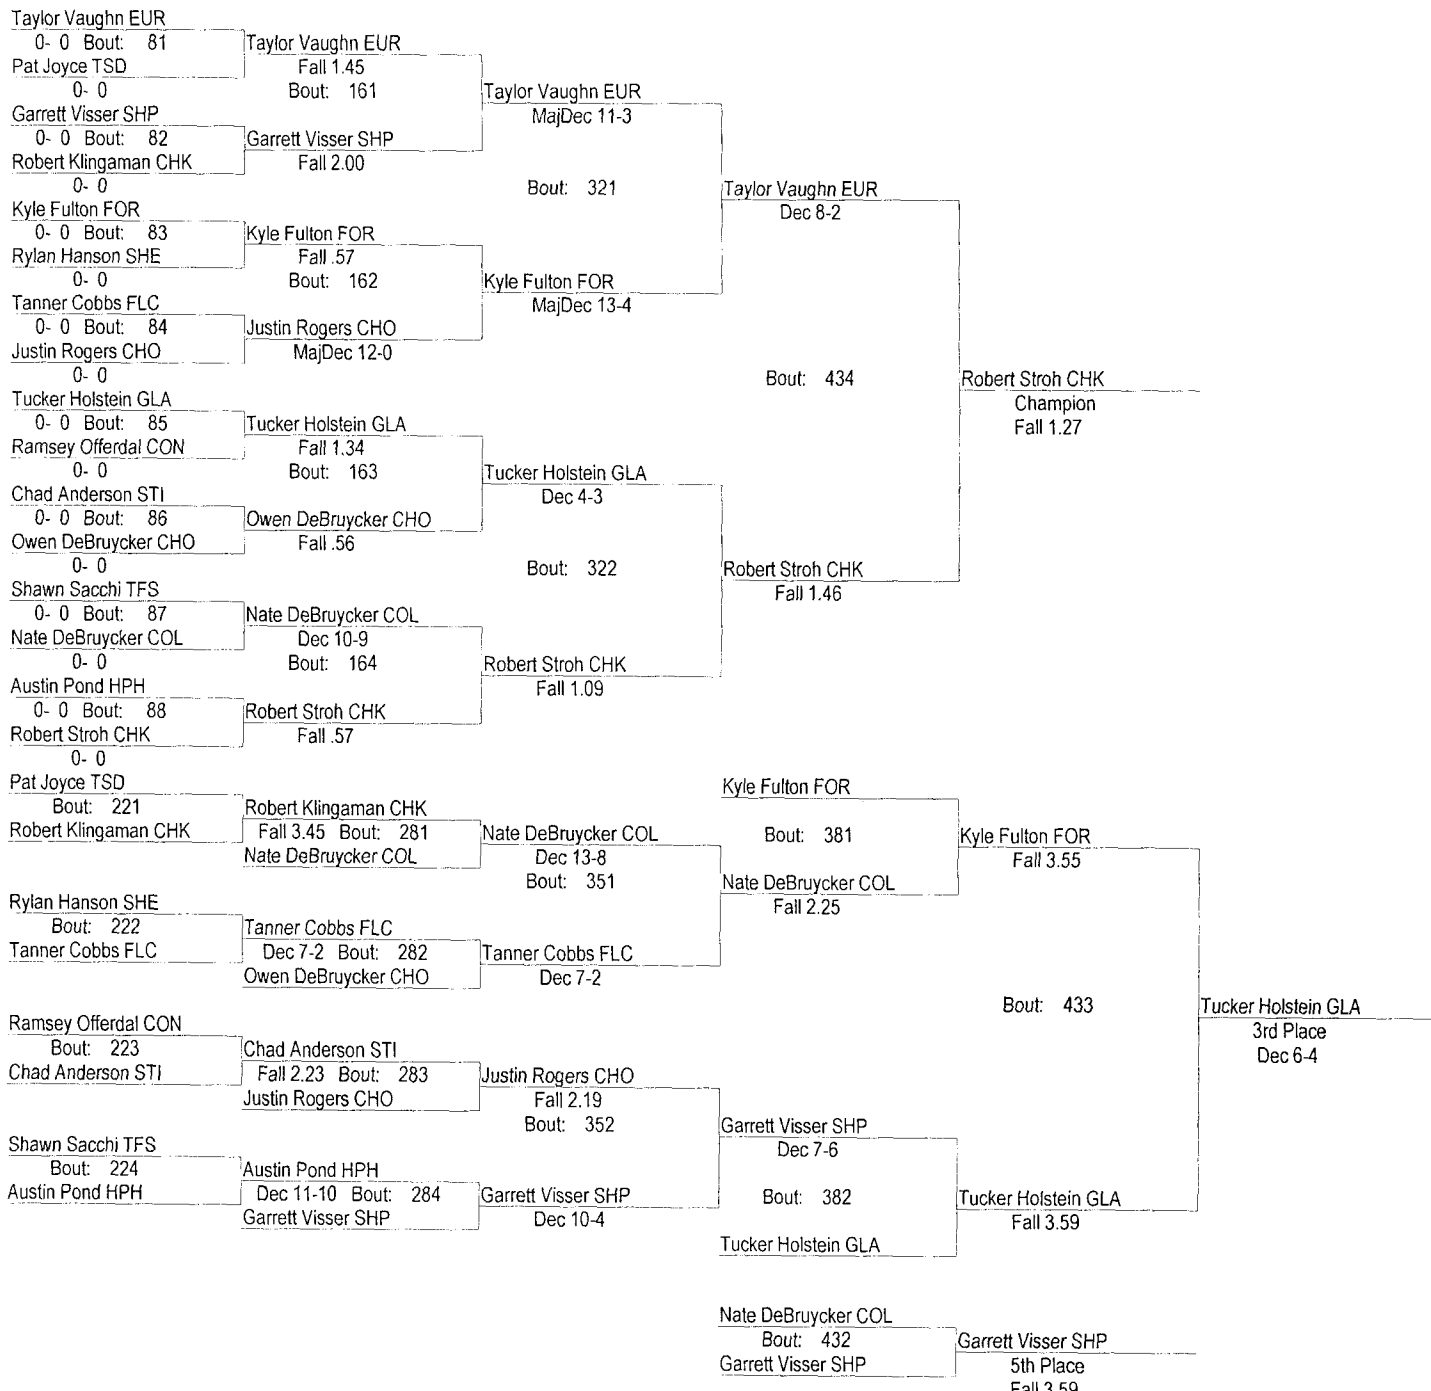 Taylor Vaughn EUR
0- 0 Bout: 81
Pat Joyce TSD
0- 0
Garrett Visser SHP
0- 0 Bout: 82
Robert Klingaman CHK
0- 0
Kyle Fulton FOR
0- 0 Bout: 83
Rylan Hanson SHE
0- 0
Tanner Cobbs FLC
0- 0 Bout: 84
Justin Rogers CHO
0- 0
Tucker Holstein GLA
0- 0 Bout: 85
Ramsey Offerdal CON
0- 0
Chad Anderson STI
0- 0 Bout: 86
Owen DeBruycker CHO
0- 0
Shawn Sacchi TFS
0- 0 Bout: 87
Nate DeBruycker COL
0- 0
Austin Pond HPH
0- 0 Bout: 88
Robert Stroh CHK
0- 0
Taylor Vaughn EUR
Fall 1.45
Bout: 161
Garrett Visser SHP
Fall 2.00
Kyle Fulton FOR
Fall .57
Bout: 162
Justin Rogers CHO
MajDec 12-0
Tucker Holstein GLA
Fall 1.34
Bout: 163
Owen DeBruycker CHO
Fall .56
Nate DeBruycker COL
Dec 10-9
Bout: 164
Robert Stroh CHK
Fall .57
Taylor Vaughn EUR
MajDec 11-3
Bout: 321
Kyle Fulton FOR
MajDec 13-4
Tucker Holstein GLA
Dec 4-3
Bout: 322
Robert Stroh CHK
Fall 1.09
Taylor Vaughn EUR
Dec 8-2
Bout: 434
Robert Stroh CHK
Fall 1.46
Robert Stroh CHK
Champion
Fall 1.27
Pat Joyce TSD
Bout: 221
Robert Klingaman CHK
Rylan Hanson SHE
Bout: 222
Tanner Cobbs FLC
Ramsey Offerdal CON
Bout: 223
Chad Anderson STI
Shawn Sacchi TFS
Bout: 224
Austin Pond HPH
Robert Klingaman CHK
Fall 3.45 Bout: 281
Nate DeBruycker COL
Tanner Cobbs FLC
Dec 7-2 Bout: 282
Owen DeBruycker CHO
Chad Anderson STI
Fall 2.23 Bout: 283
Justin Rogers CHO
Austin Pond HPH
Dec 11-10 Bout: 284
Garrett Visser SHP
Nate DeBruycker COL
Dec 13-8
Bout: 351
Tanner Cobbs FLC
Dec 7-2
Justin Rogers CHO
Fall 2.19
Bout: 352
Garrett Visser SHP
Dec 10-4
Kyle Fulton FOR
Bout: 381
Nate DeBruycker COL
Fall 2.25
Garrett Visser SHP
Dec 7-6
Bout: 382
Tucker Holstein GLA
Kyle Fulton FOR
Fall 3.55
Bout: 433
Tucker Holstein GLA
Fall 3.59
Tucker Holstein GLA
3rd Place
Dec 6-4
Nate DeBruycker COL
Bout: 432
Garrett Visser SHP
Garrett Visser SHP
5th Place
Fall 3.59